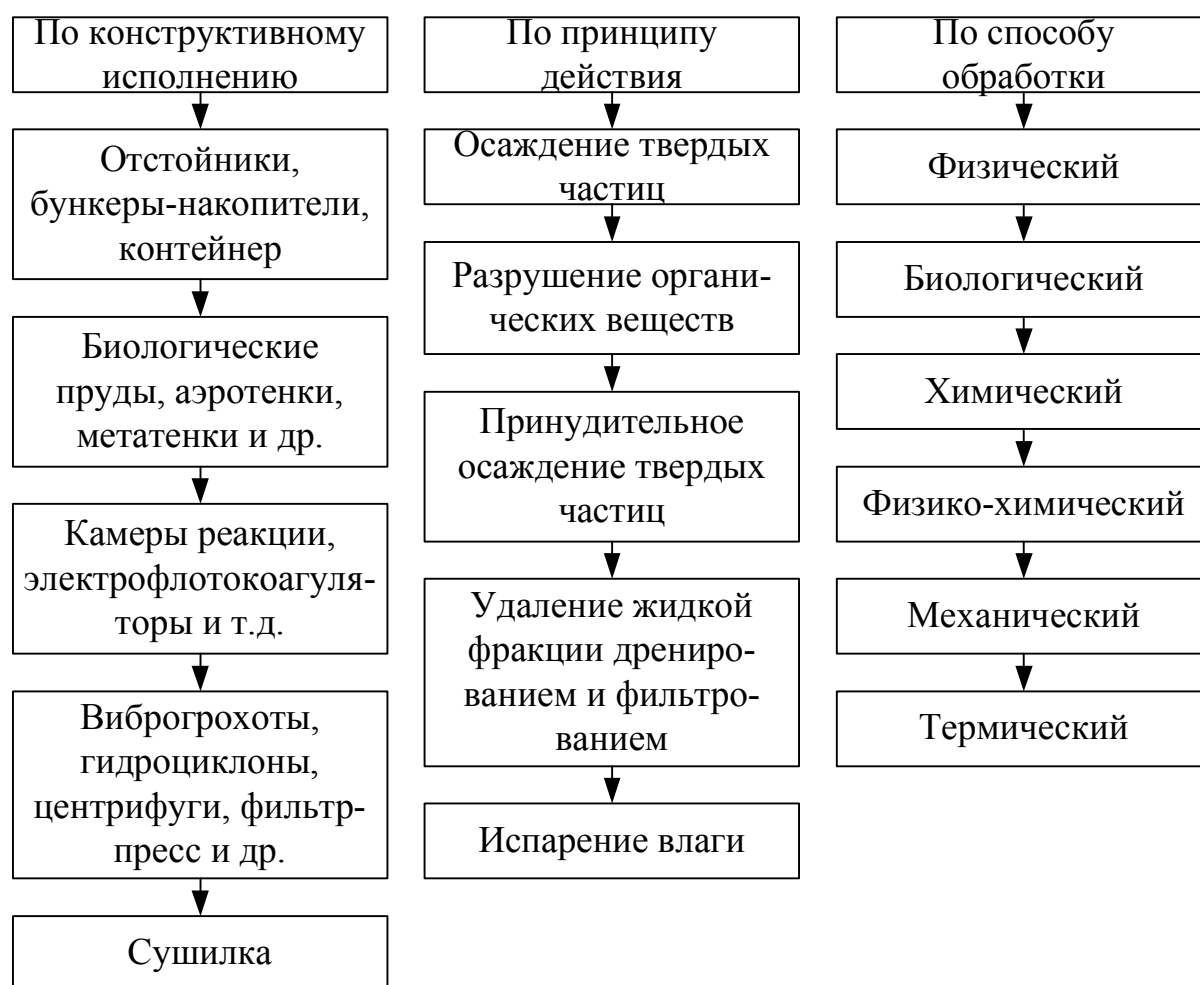 По конструктивному
исполнению
Отстойники,
бункеры-накопители,
контейнер
Биологические
пруды, аэротенки,
метатенки и др.
Камеры реакции,
электрофлотокоагуля-
торы и т.д.
Виброгрохоты,
гидроциклоны,
центрифуги, фильтр-
пресс и др.
Сушилка
По принципу
действия
Осаждение твердых
частиц
Разрушение органи-
ческих веществ
Принудительное
осаждение твердых
частиц
Удаление жидкой
фракции дрениро-
ванием и фильтро-
ванием
Испарение влаги
По способу
обработки
Физический
Биологический
Химический
Физико-химический
Механический
Термический